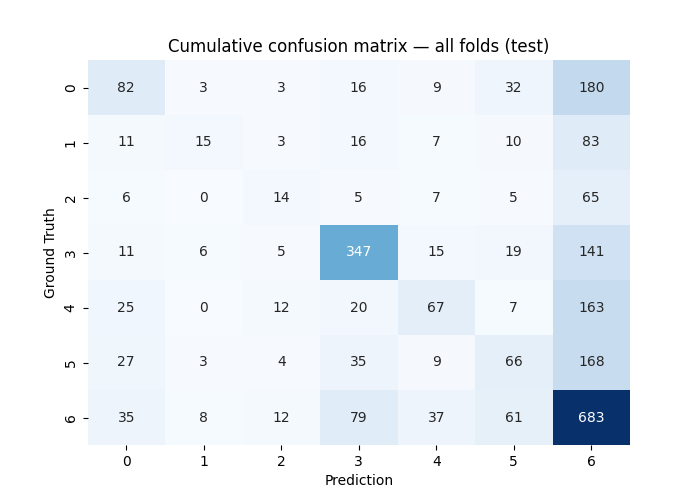 Cumulative confusion matrix — all folds (test)
Ground Truth
0 82 3 3 16 9 32 180
1 11 15 3 16 7 10 83
2 6 0 14 5 7 5 65
3 11 6 5 347 15 19 141
4 25 0 12 20 67 7 163
5 27 3 4 35 9 66 168
6 35 8 12 79 37 61 683
0 1 2 3 4 5 6
Prediction